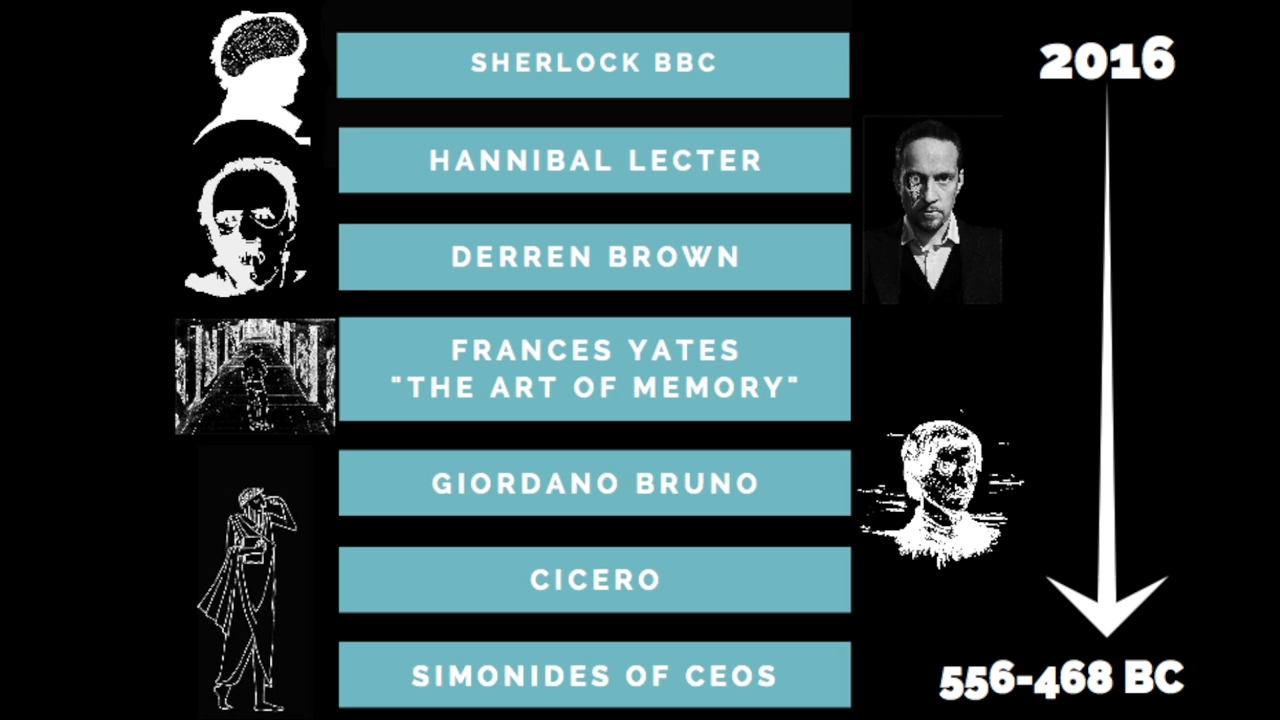 SHERLOCK BBC
2016
HANNIBAL LECTER
DERREN BROWN
FRANCES YATES
"THE ART OF MEMORY"
GIORDANO BRUNO
CICERO
SIMONIDES OF CEOS
556-468 BC